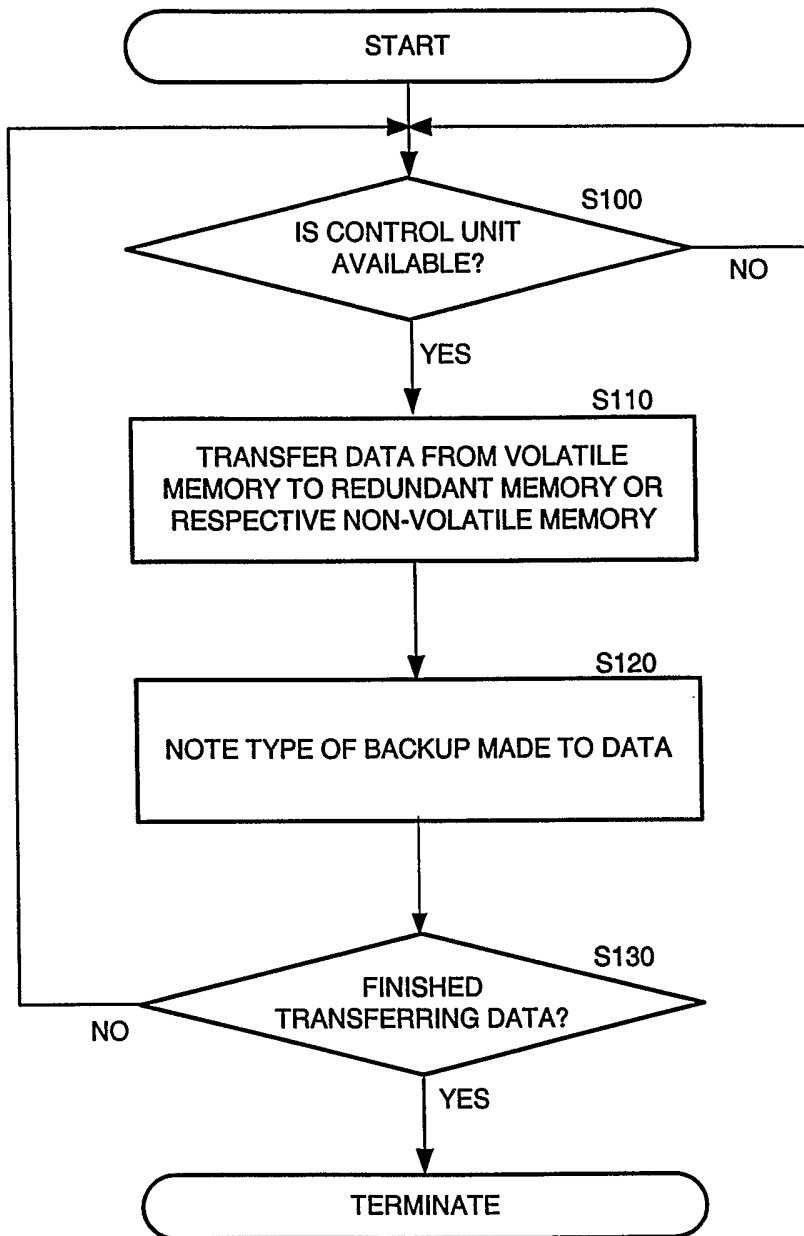 START
S100
IS CONTROL UNIT
AVAILABLE?
NO
YES
S110
TRANSFER DATA FROM VOLATILE
MEMORY TO REDUNDANT MEMORY OR
RESPECTIVE NON-VOLATILE MEMORY
S120
NOTE TYPE OF BACKUP MADE TO DATA
S130
FINISHED
TRANSFERRING DATA?
NO
YES
TERMINATE